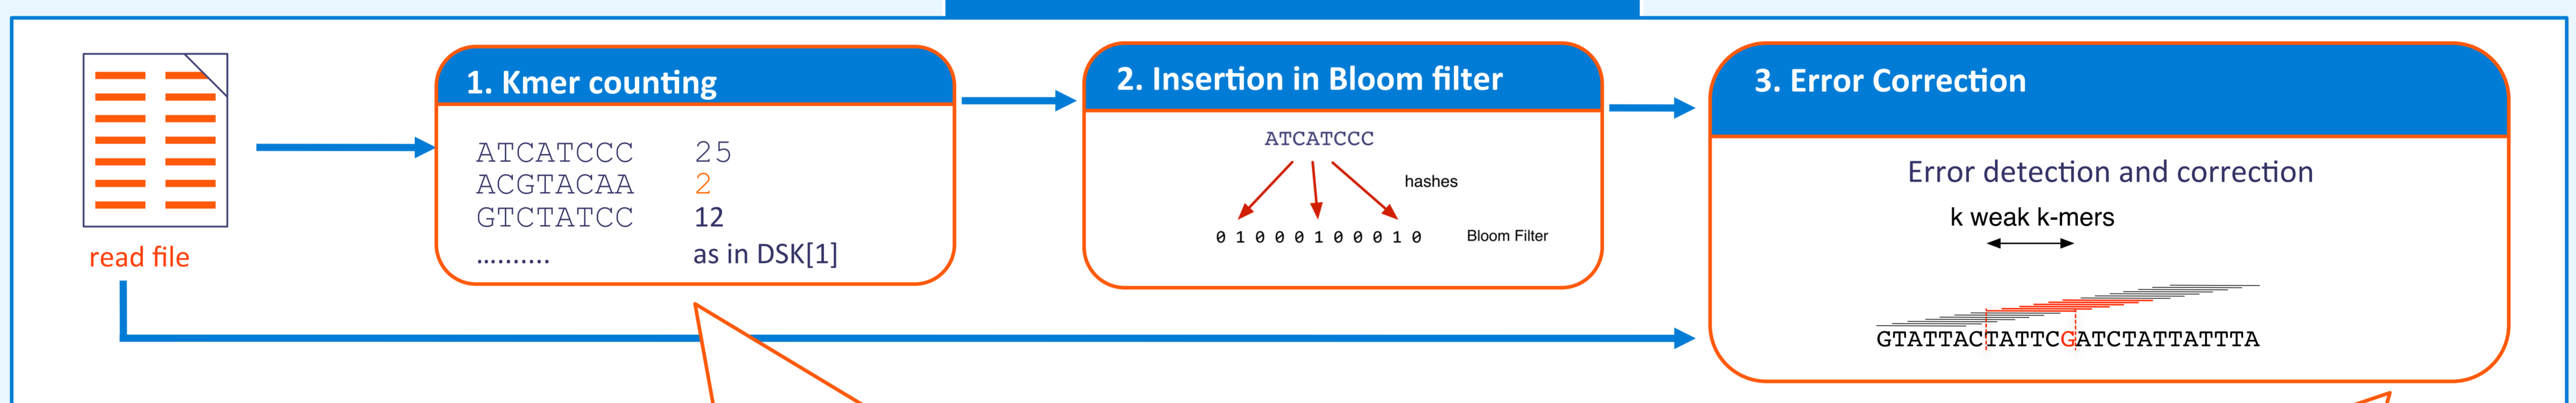 read file
1. Kmer counting
ATCATCCC 25
ACGTACAA 2
GTCTATCC 12
.......... as in DSK[1]
2. Insertion in Bloom filter
ATCATCCC
hashes
0 1 0 0 0 1 0 0 0 1 0 Bloom Filter
3. Error Correction
Error detection and correction
k weak k-mers
GTATTACTATTCGATCTATTATTTA